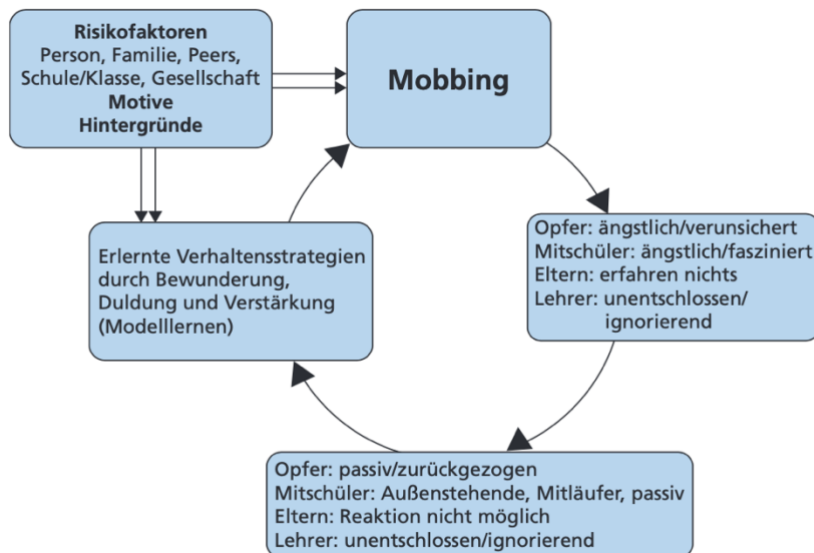 Risikofaktoren
Person, Familie, Peers,
Schule/Klasse, Gesellschaft
Motive
Hintergründe
Mobbing
Opfer: ängstlich/verunsichert
Mitschüler: ängstlich/fasziniert
Eltern: erfahren nichts
Lehrer: unentschlossen/
ignorierend
Opfer: passiv/zurückgezogen
Mitschüler: Außenstehende, Mitläufer, passiv
Eltern: Reaktion nicht möglich
Lehrer: unentschlossen/ignorierend
Erlernte Verhaltensstrategien
durch Bewunderung,
Duldung und Verstärkung
(Modelllernen)